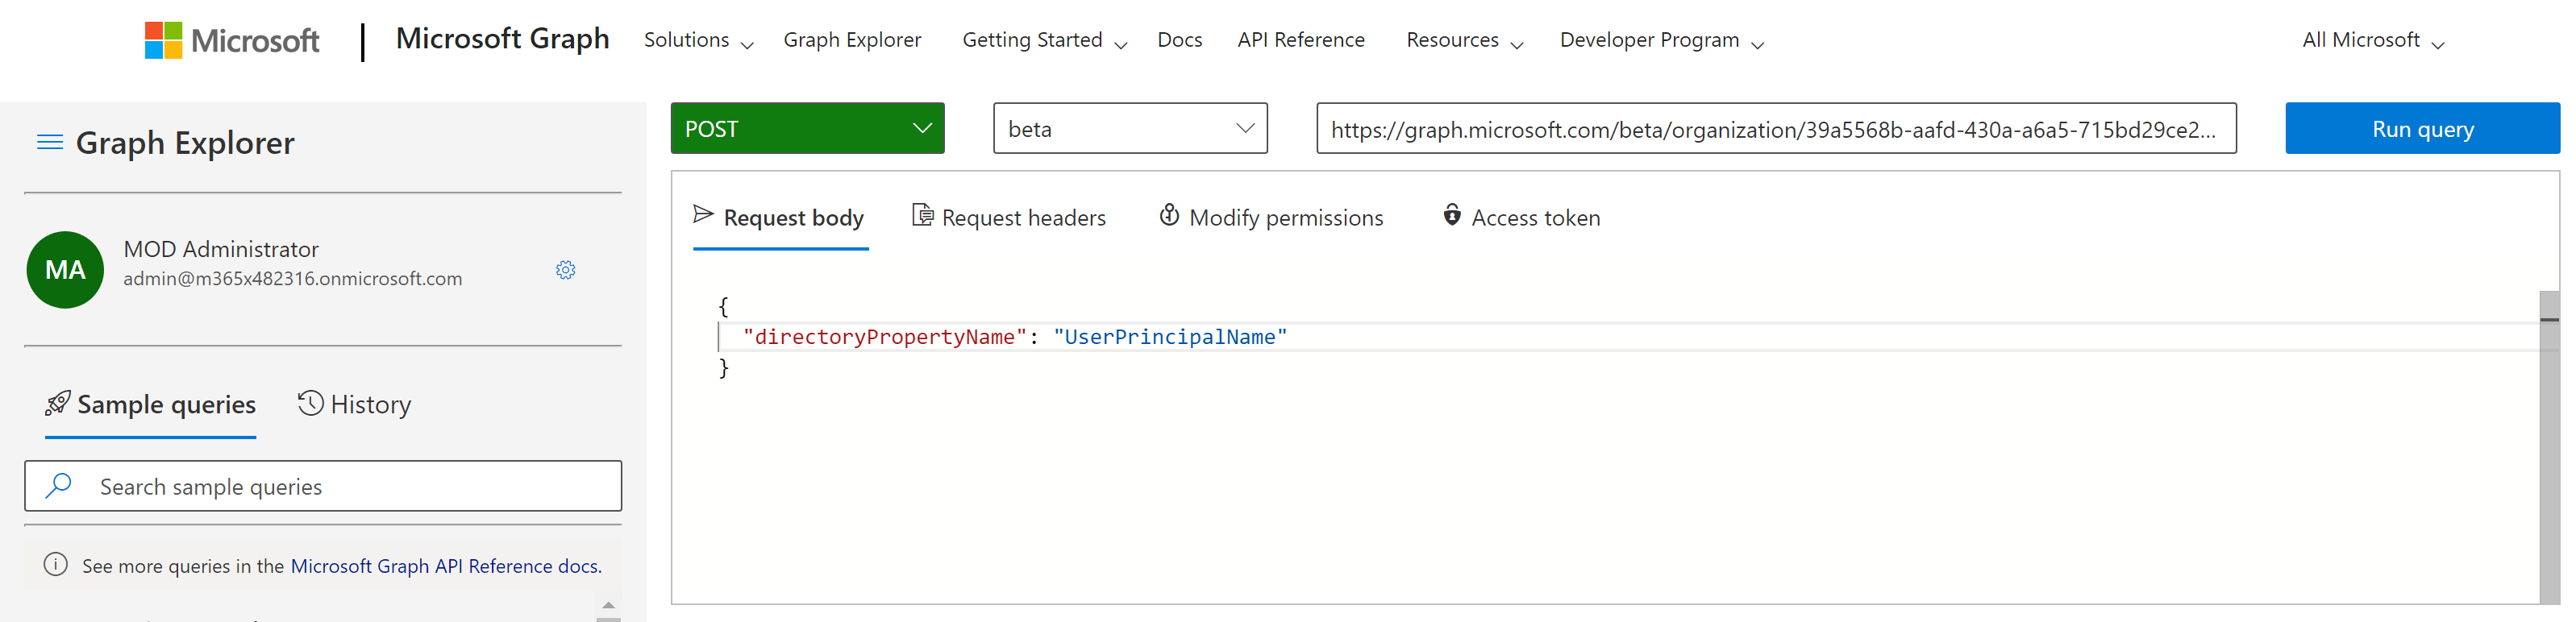 Microsoft | Microsoft Graph Solutions Graph Explorer Getting Started Docs API Reference Resources Developer Program All Microsoft
Graph Explorer
MA
MOD Administrator
admin@m365x482316.onmicrosoft.com
Sample queries History
Search sample queries
See more queries in the Microsoft Graph API Reference docs.
POST beta https://graph.microsoft.com/beta/organization/39a5568b-aafd-430a-a6a5-715bd29ce2... Run query
Request body Request headers Modify permissions Access token
{
"directoryPropertyName": "UserPrincipalName"
}